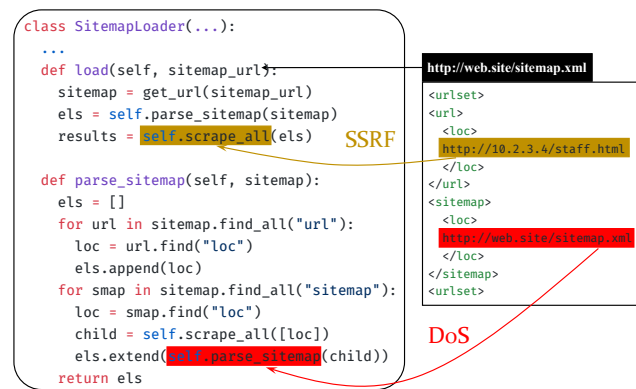 class SitemapLoader(...):
...
def load(self, sitemap_url):
sitemap = get_url(sitemap_url)
els = self.parse_sitemap(sitemap)
results = self.scrape_all(els)
def parse_sitemap(self, sitemap):
els = []
for url in sitemap.find_all("url"):
loc = url.find("loc")
els.append(loc)
for smap in sitemap.find_all("sitemap"):
loc = smap.find("loc")
child = self.scrape_all([loc])
els.extend(self.parse_sitemap(child))
return els
SSRF
DoS
http://web.site/sitemap.xml
<urlset>
<url>
<loc>
http://10.2.3.4/staff.html
</loc>
</url>
<sitemap>
<loc>
http://web.site/sitemap.xml
</loc>
</sitemap>
<urlset>